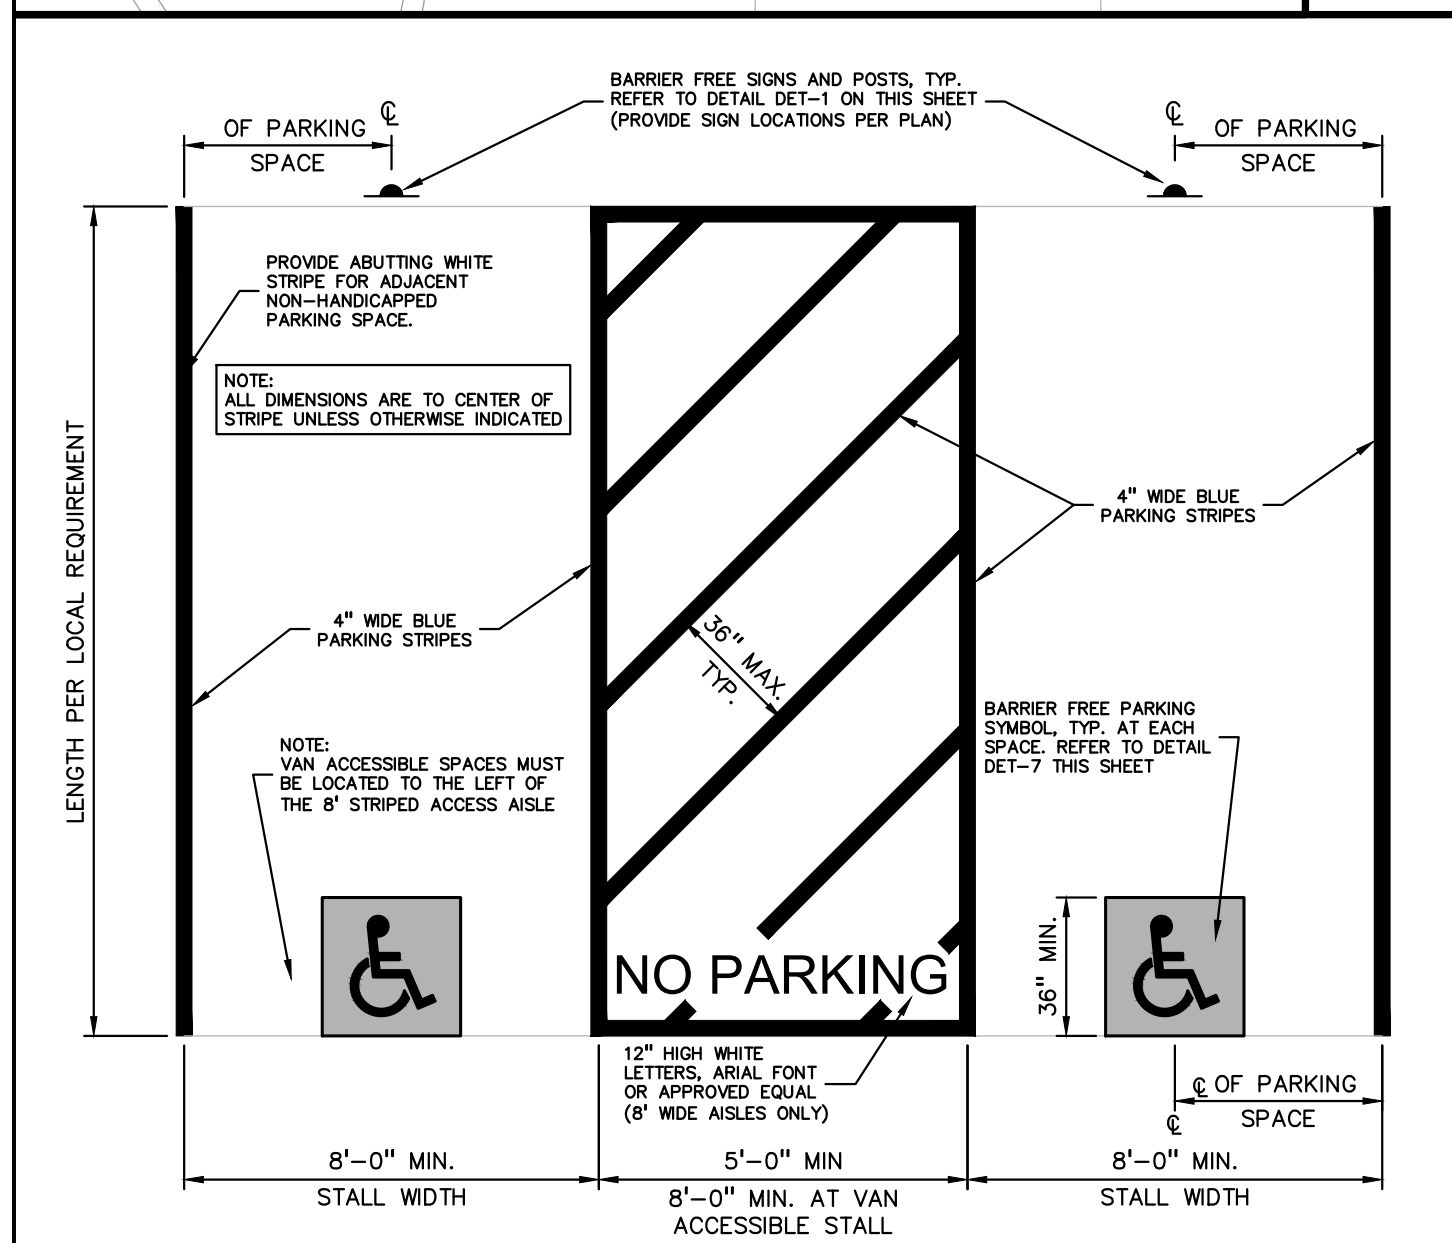 BARRIER FREE SIGNS AND POSTS, TYP.
REFER TO DETAIL DET-1 ON THIS SHEET
(PROVIDE SIGN LOCATIONS PER PLAN)
℄
OF PARKING
SPACE
℄
OF PARKING
SPACE
PROVIDE ABUTTING WHITE
STRIPE FOR ADJACENT
NON-HANDICAPPED
PARKING SPACE.
NOTE:
ALL DIMENSIONS ARE TO CENTER OF
STRIPE UNLESS OTHERWISE INDICATED
LENGTH PER LOCAL REQUIREMENT
4" WIDE BLUE
PARKING STRIPES
4" WIDE BLUE
PARKING STRIPES
36" MAX.
TYP.
NOTE:
VAN ACCESSIBLE SPACES MUST
BE LOCATED TO THE LEFT OF
THE 8' STRIPED ACCESS AISLE
BARRIER FREE PARKING
SYMBOL, TYP. AT EACH
SPACE. REFER TO DETAIL
DET-7 THIS SHEET
36" MIN.
NO PARKING
12" HIGH WHITE
LETTERS, ARIAL FONT
OR APPROVED EQUAL
(8' WIDE AISLES ONLY)
℄ OF PARKING
SPACE
℄
8'-0" MIN.
STALL WIDTH
5'-0" MIN
8'-0" MIN. AT VAN
ACCESSIBLE STALL
8'-0" MIN.
STALL WIDTH